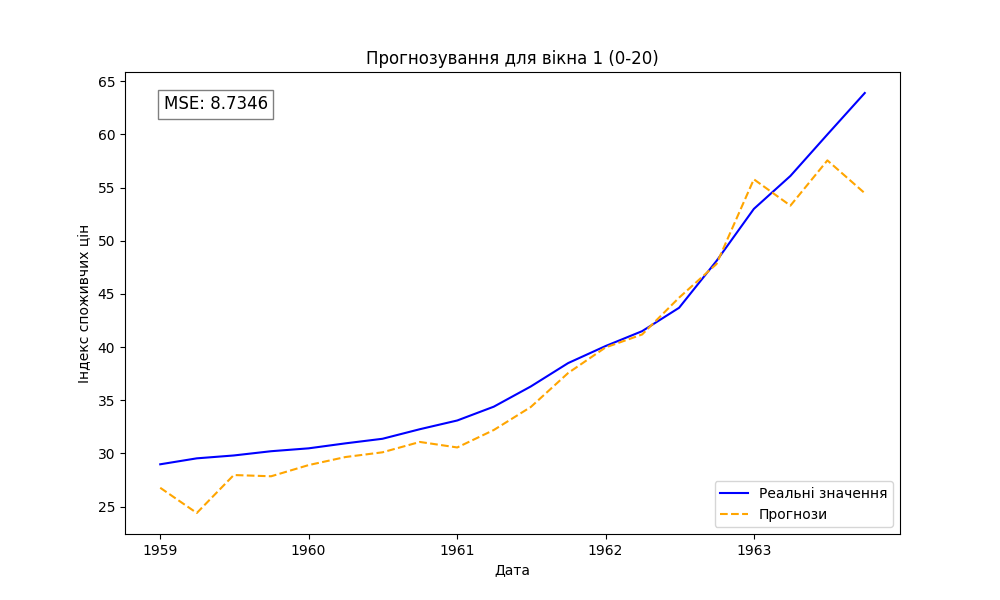 Прогнозування для вікна 1 (0-20)
MSE: 8.7346
65
60
55
50
45
40
35
30
25
Індекс споживчих цін
1959
1960
1961
1962
1963
Дата
Реальні значення
Прогнози